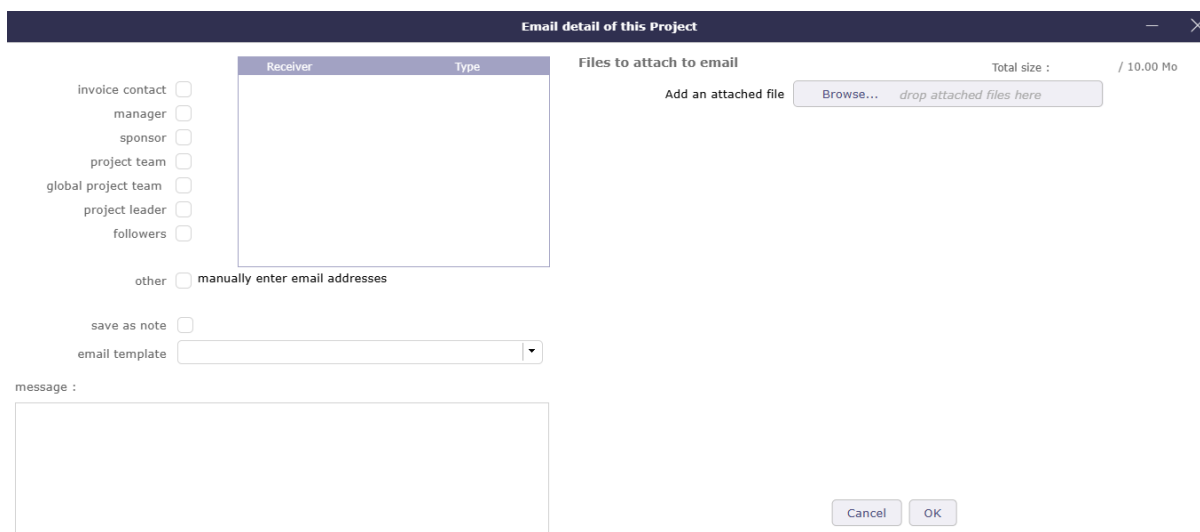 Email detail of this Project
Receiver Type
invoice contact
manager
sponsor
project team
global project team
project leader
followers
other manually enter email addresses
save as note
email template
message :
Files to attach to email
Total size : / 10.00 Mo
Add an attached file Browse... drop attached files here
Cancel OK